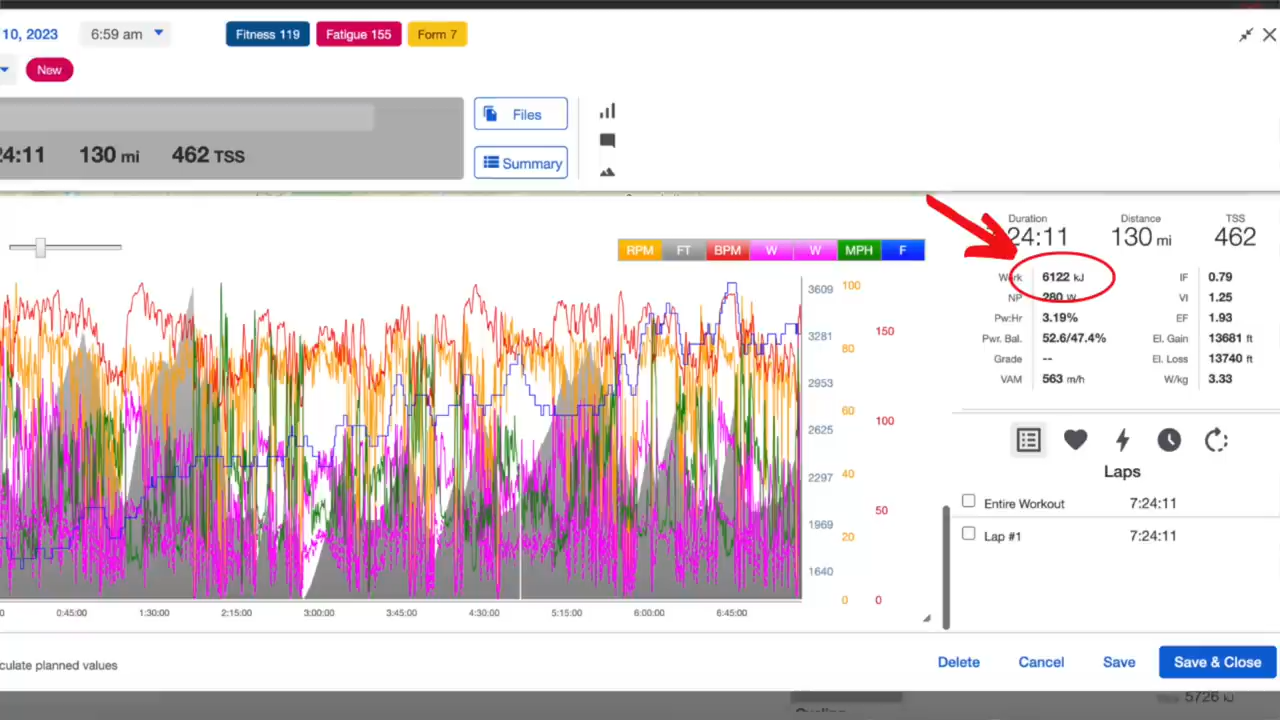 10, 2023 6:59 am Fitness 119 Fatigue 155 Form 7
New
Files
24:11 130 mi 462 TSS
Summary
Duration Distance TSS
24:11 130 mi 462
RPM FT BPM W W MPH F
Work 6122 kJ IF 0.79
NP 280 W VI 1.25
Pw:Hr 3.19% EF 1.93
Pwr. Bal. 52.6/47.4% El. Gain 13681 ft
Grade -- El. Loss 13740 ft
VAM 563 m/h W/kg 3.33
3609 100
3281 150
80
2953
60
2625 100
2297 40
50
1969 20
1640
0 0
Laps
Entire Workout 7:24:11
Lap #1 7:24:11
0 0:45:00 1:30:00 2:15:00 3:00:00 3:45:00 4:30:00 5:15:00 6:00:00 6:45:00
culate planned values Delete Cancel Save Save & Close
5726 kJ